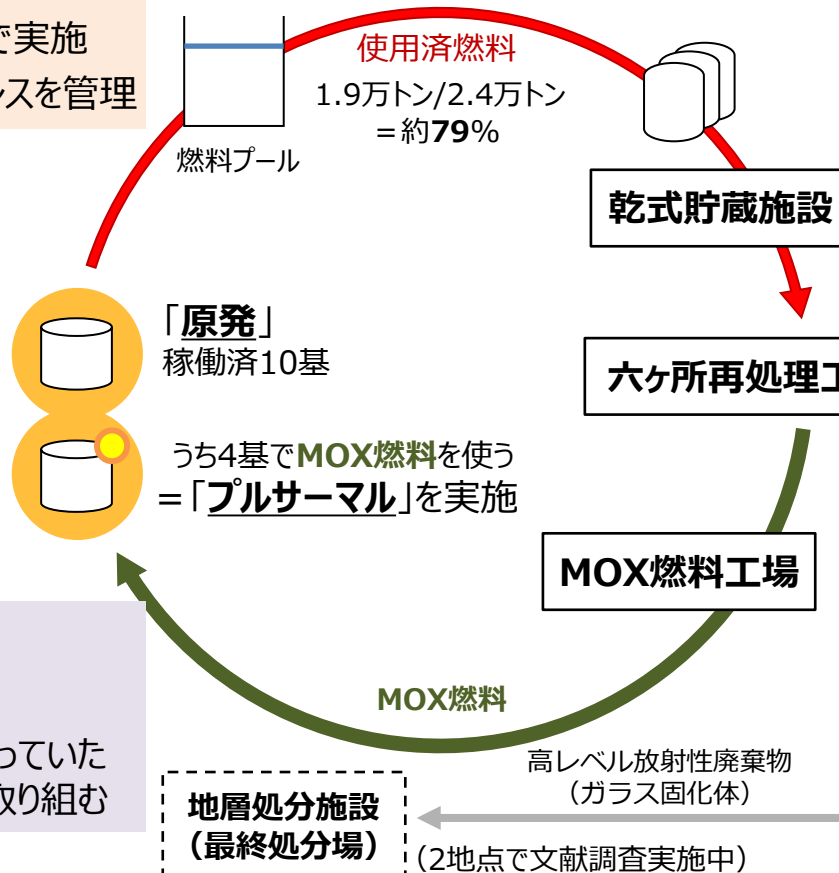 で実施
ンスを管理
使用済燃料
1.9万トン/2.4万トン
＝約79%
燃料プール
乾式貯蔵施設
「原発」
稼働済10基
六ヶ所再処理工
うち4基でMOX燃料を使う
＝「プルサーマル」を実施
MOX燃料工場
MOX燃料
っていた
取り組む
高レベル放射性廃棄物
（ガラス固化体）
地層処分施設
（最終処分場）
（2地点で文献調査実施中）